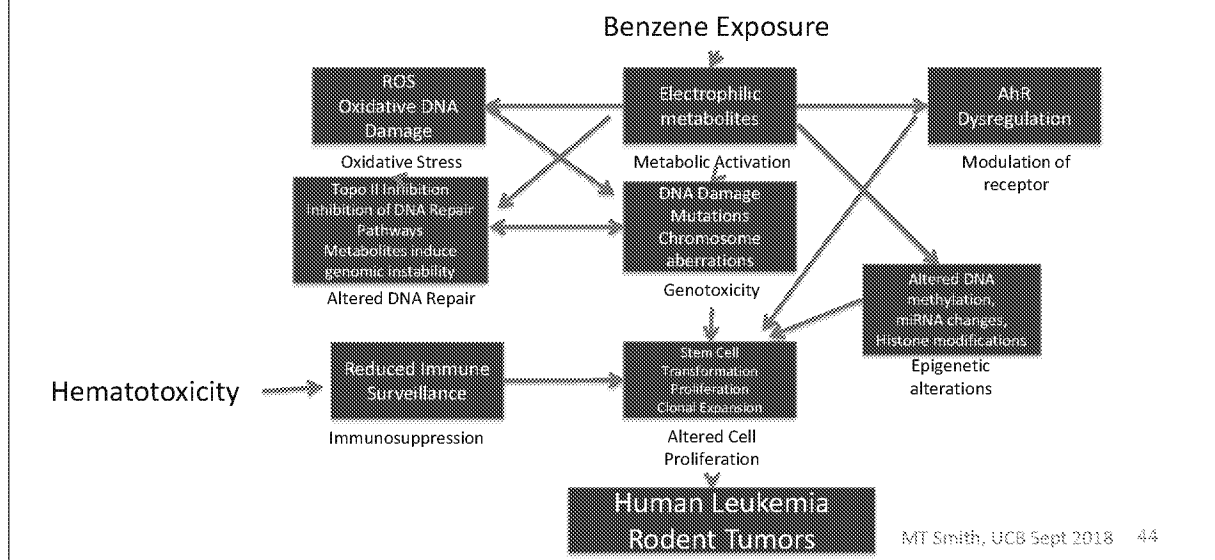 Benzene Exposure
ROS
Oxidative DNA
Damage
Oxidative Stress
Electrophilic
metabolites
Metabolic Activation
AhR
Dysregulation
Modulation of
receptor
Topo II Inhibition
Inhibition of DNA Repair
Pathways
Metabolites induce
genomic instability
Altered DNA Repair
DNA Damage
Mutations
Chromosome
aberrations
Genotoxicity
Altered DNA
methylation,
miRNA changes,
Histone modifications
Epigenetic
alterations
Hematotoxicity
Reduced Immune
Surveillance
Immunosuppression
Stem Cell
Transformation
Proliferation
Clonal Expansion
Altered Cell
Proliferation
Human Leukemia
Rodent Tumors
MT Smith, UCB Sept 2018 44